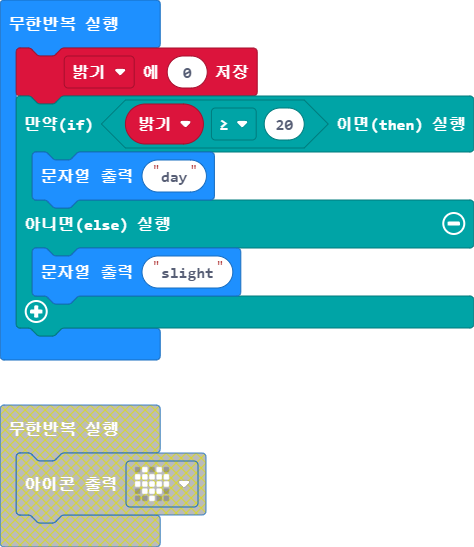 무한반복 실행
밝기 에 0 저장
만약(if) 밝기 ≥ 20 이면(then) 실행
문자열 출력 "day"
아니면(else) 실행
문자열 출력 "slight"
무한반복 실행
아이콘 출력